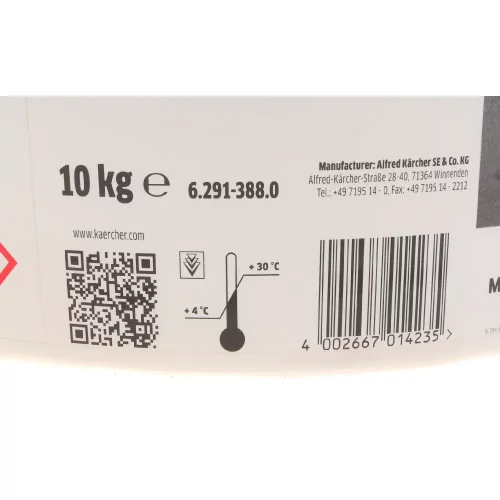 Manufacturer: Alfred Kärcher SE & Co. KG
Alfred-Kärcher-Straße 28-40, 71364 Winnenden
Tel.: +49 7195 14 - 0, Fax: +49 7195 14 - 2212
10 kg ℮ 6.291-388.0
www.kaercher.com
+ 30 °C
+ 4 °C
4 002667 014235 >
M